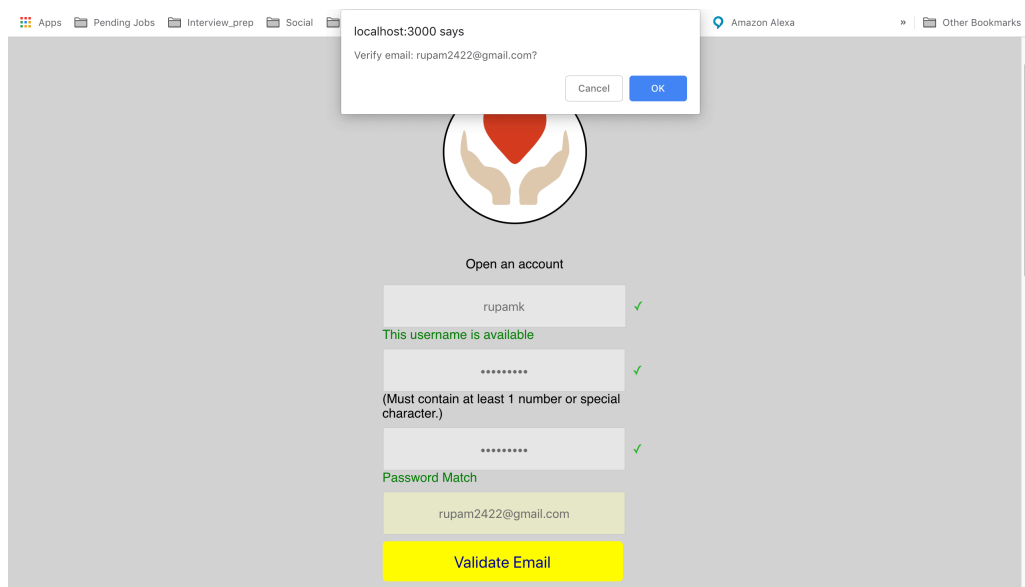 Apps Pending Jobs Interview_prep Social Amazon Alexa » Other Bookmarks
localhost:3000 says
Verify email: rupam2422@gmail.com?
Cancel OK
Open an account
rupamk ✓
This username is available
••••••••• ✓
(Must contain at least 1 number or special
character.)
••••••••• ✓
Password Match
rupam2422@gmail.com
Validate Email